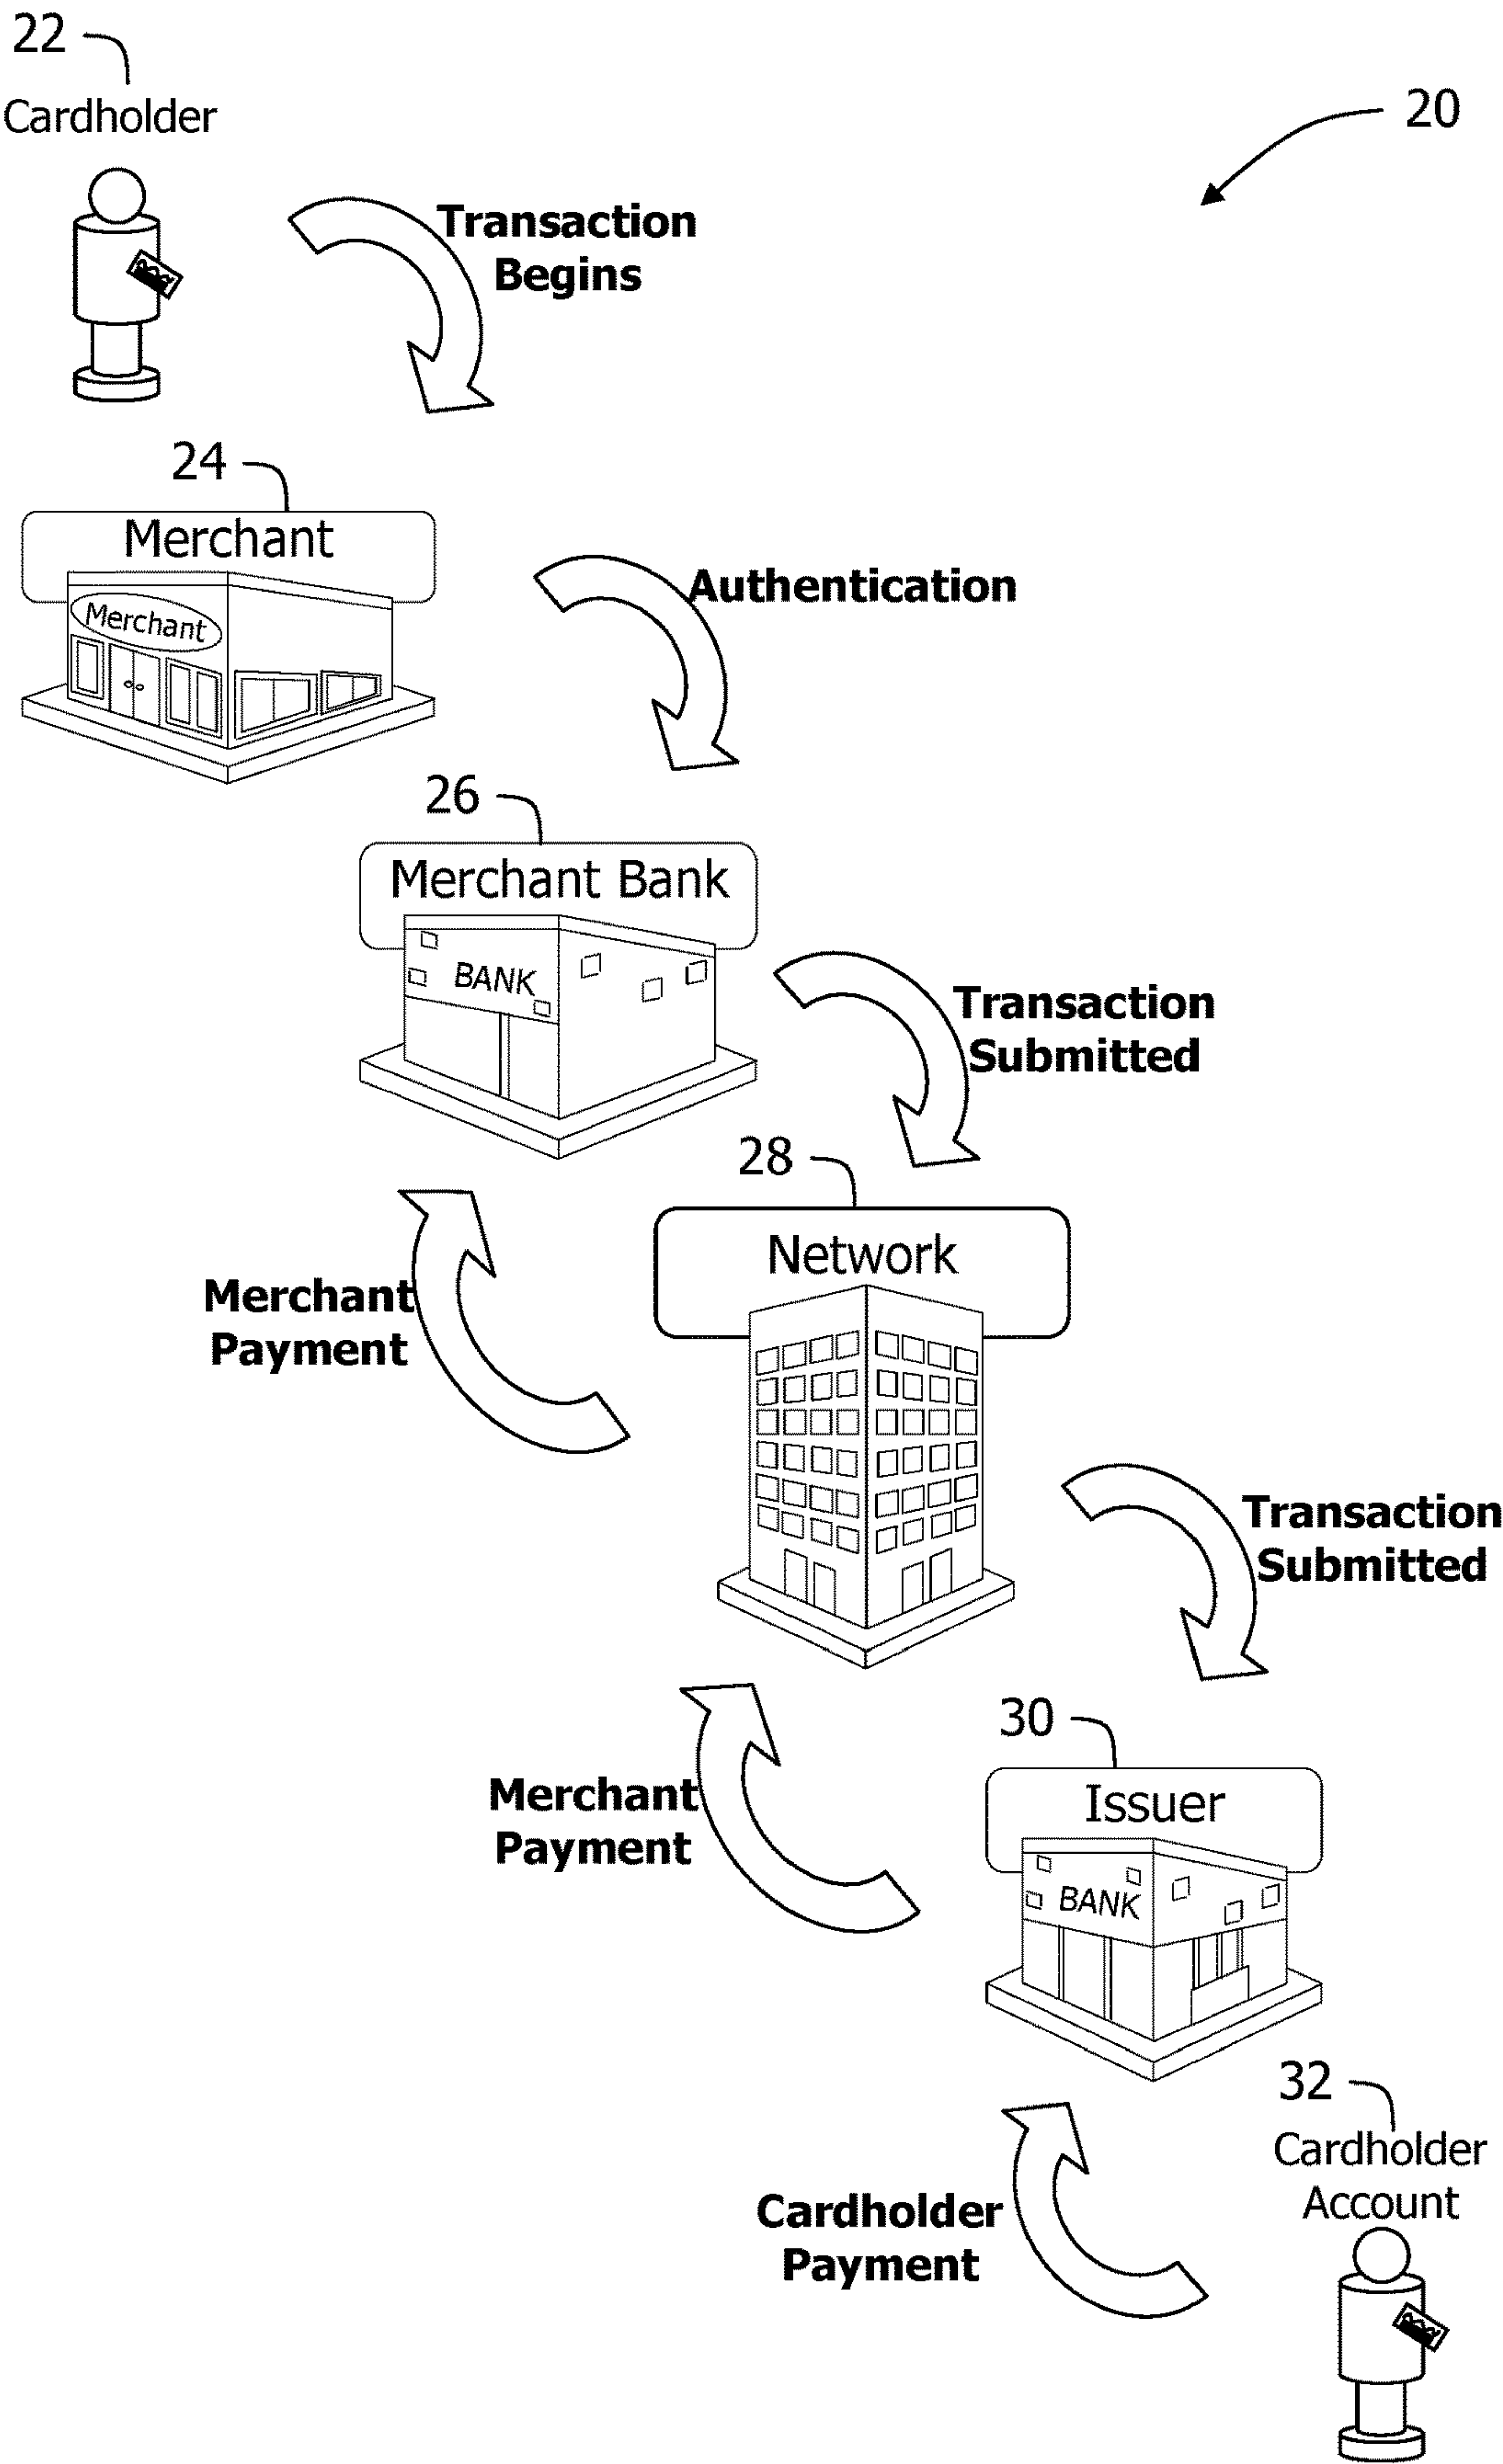 22
Cardholder
20
Transaction
Begins
24
Merchant
Merchant
Authentication
26
Merchant Bank
BANK
Transaction
Submitted
28
Network
Merchant
Payment
Transaction
Submitted
30
Issuer
BANK
Merchant
Payment
32
Cardholder
Account
Cardholder
Payment